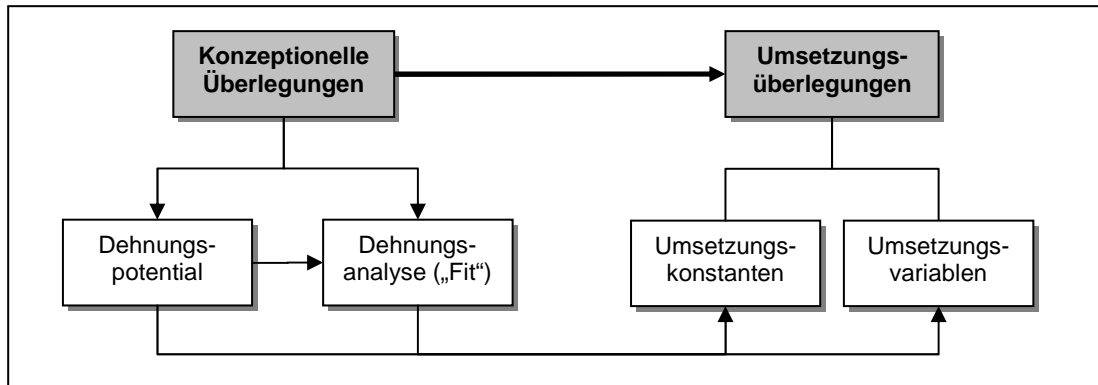 Konzeptionelle
Überlegungen
Umsetzungs-
überlegungen
Dehnungs-
potential
Dehnungs-
analyse („Fit“)
Umsetzungs-
konstanten
Umsetzungs-
variablen